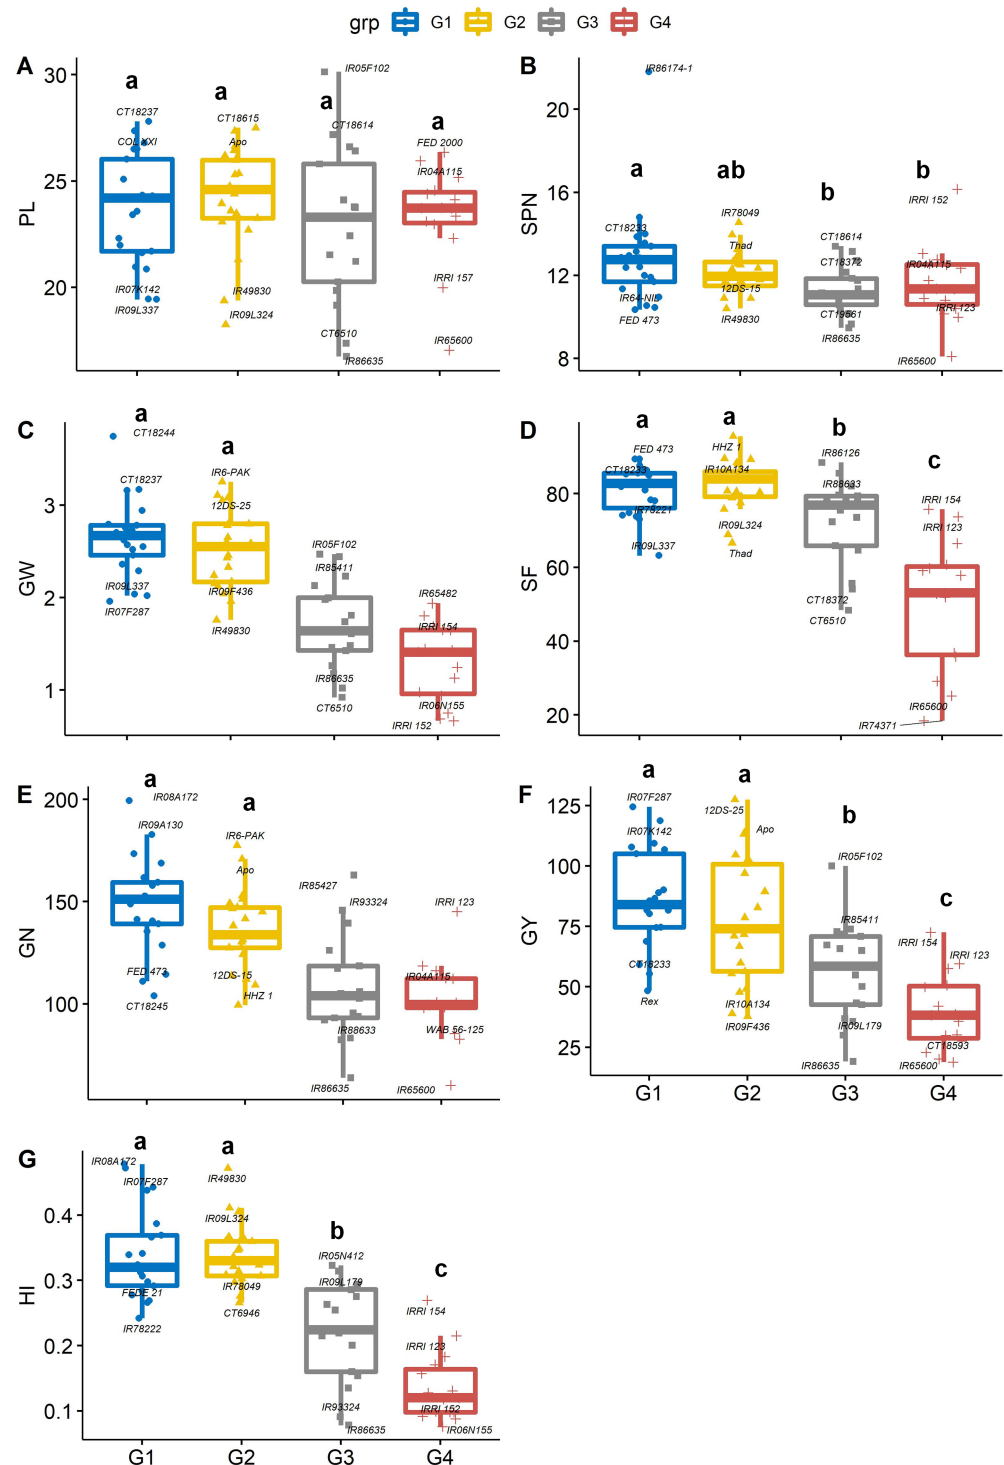 grp G1 G2 G3 G4
A
PL
30
25
20
a
a
a
a
CT18237
COL XXI
IR07K142
IR09L337
CT18615
Apo
IR49830
IR09L324
IR05F102
CT18614
CT6510
IR86635
FED 2000
IR04A115
IRRI 157
IR65600
B
SPN
20
16
12
8
a
ab
b
b
IR86174-1
CT18233
IR64-NIL
FED 473
IR78049
Thad
12DS-15
IR49830
CT18614
CT18372
CT19561
IR86635
IRRI 152
IR04A115
IRRI 123
IR65600
C
GW
3
2
1
a
a
CT18244
CT18237
IR09L337
IR07F287
IR6-PAK
12DS-25
IR09F436
IR49830
IR05F102
IR85411
IR86635
CT6510
IR65482
IRRI 154
IR06N155
IRRI 152
D
SF
80
60
40
20
a
a
b
c
FED 473
CT18233
IR78221
IR09L337
HHZ 1
IR10A134
IR09L324
Thad
IR86126
IR88633
CT18372
CT6510
IRRI 154
IRRI 123
IR65600
IR74371
E
GN
200
150
100
a
a
IR08A172
IR09A130
FED 473
CT18245
IR6-PAK
Apo
12DS-15
HHZ 1
IR85427
IR93324
IR88633
IR86635
IRRI 123
IR04A115
WAB 56-125
IR65600
F
GY
125
100
75
50
25
a
a
b
c
IR07F287
IR07K142
CT18233
Rex
12DS-25
Apo
IR10A134
IR09F436
IR05F102
IR85411
IR09L179
IR86635
IRRI 154
IRRI 123
CT18593
IR65600
G1 G2 G3 G4
G
HI
0.4
0.3
0.2
0.1
a
a
b
c
IR08A172
IR07F287
FEDE 21
IR78222
IR49830
IR09L324
IR78049
CT6946
IR05N412
IR09L179
IR93324
IR86635
IRRI 154
IRRI 123
IRRI 152
IR06N155
G1 G2 G3 G4